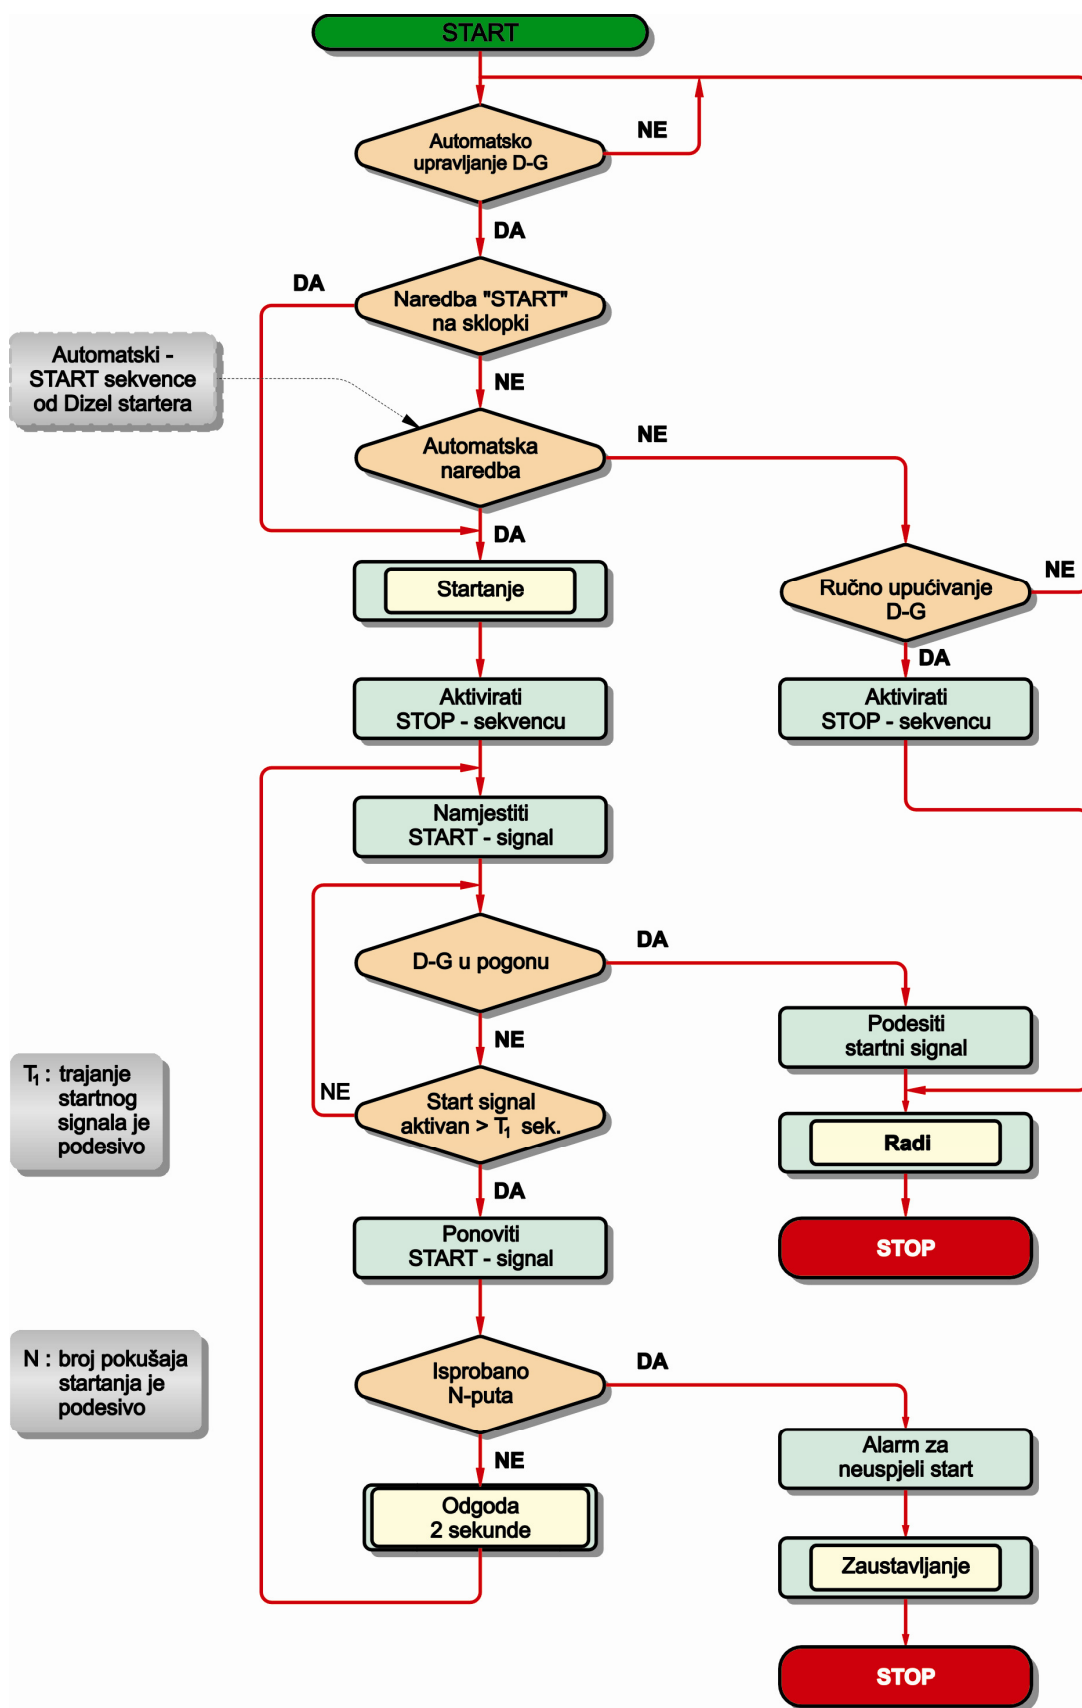 START
Automatsko
upravljanje D-G
NE
DA
DA
Naredba "START"
na sklopki
Automatski -
START sekvence
od Dizel startera
NE
Automatska
naredba
NE
DA
Startanje
Ručno upućivanje
D-G
NE
DA
Aktivirati
STOP - sekvencu
Aktivirati
STOP - sekvencu
Namjestiti
START - signal
D-G u pogonu
DA
NE
Podesiti
startni signal
T1 : trajanje
startnog
signala je
podesivo
NE
Start signal
aktivan > T1 sek.
Radi
DA
Ponoviti
START - signal
STOP
N : broj pokušaja
startanja je
podesivo
Isprobano
N-puta
DA
NE
Alarm za
neuspjeli start
Odgoda
2 sekunde
Zaustavljanje
STOP